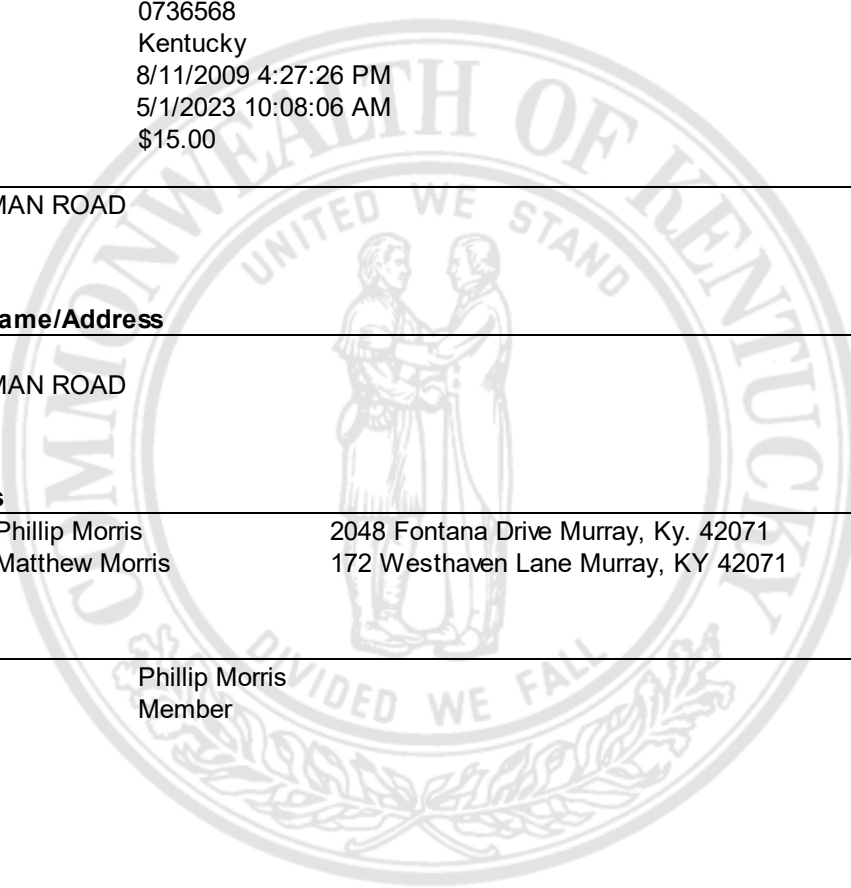 0736568
Kentucky
8/11/2009 4:27:26 PM
5/1/2023 10:08:06 AM
$15.00
MAN ROAD
ame/Address
MAN ROAD
s
Phillip Morris 2048 Fontana Drive Murray, Ky. 42071
Matthew Morris 172 Westhaven Lane Murray, KY 42071
Phillip Morris
Member
COMMONWEALTH OF KENTUCKY
UNITED WE STAND
DIVIDED WE FALL